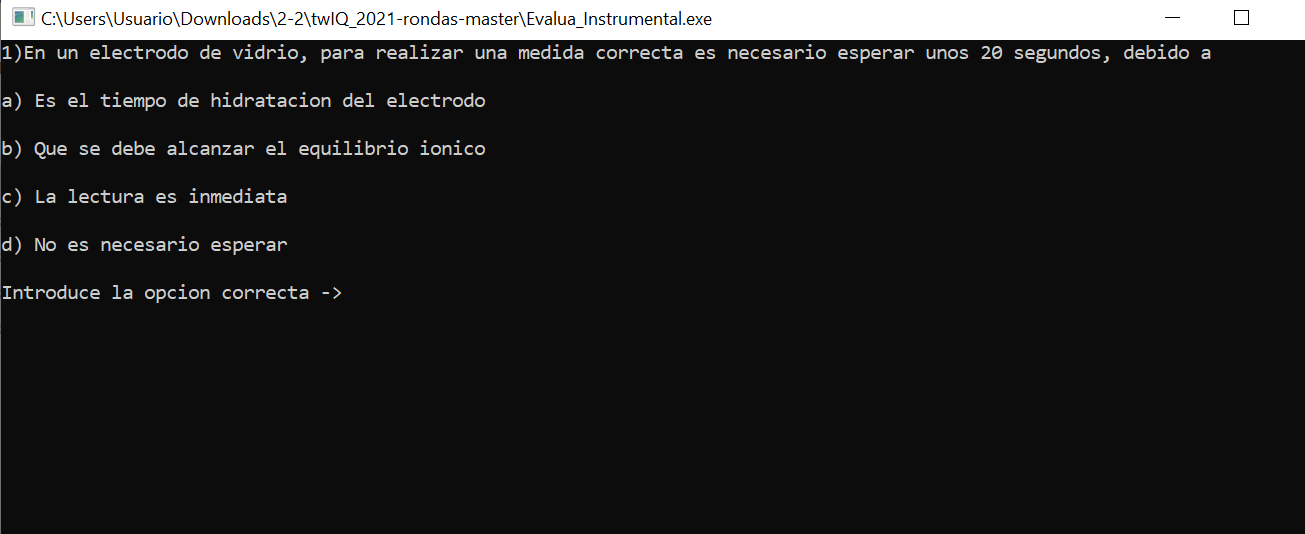 C:\Users\Usuario\Downloads\2-2\twIQ_2021-rondas-master\Evalua_Instrumental.exe
1)En un electrodo de vidrio, para realizar una medida correcta es necesario esperar unos 20 segundos, debido a
a) Es el tiempo de hidratacion del electrodo
b) Que se debe alcanzar el equilibrio ionico
c) La lectura es inmediata
d) No es necesario esperar
Introduce la opcion correcta ->